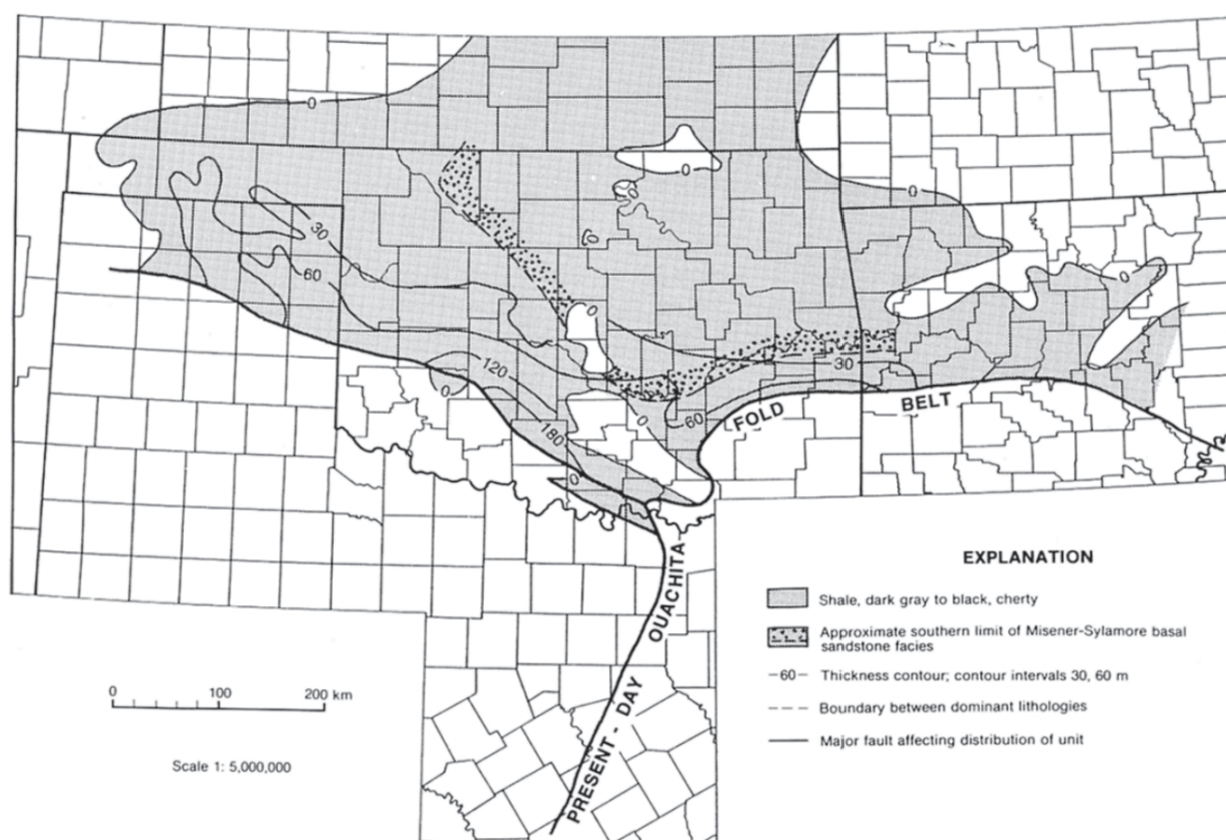 0
0
0
0
0
30
60
0
0
0
30
120
0
0
60
180
0
FOLD
BELT
PRESENT - DAY
OUACHITA
EXPLANATION
Shale, dark gray to black, cherty
Approximate southern limit of Misener-Sylamore basal
sandstone facies
–60– Thickness contour; contour intervals 30, 60 m
Boundary between dominant lithologies
Major fault affecting distribution of unit
0 100 200 km
Scale 1: 5,000,000